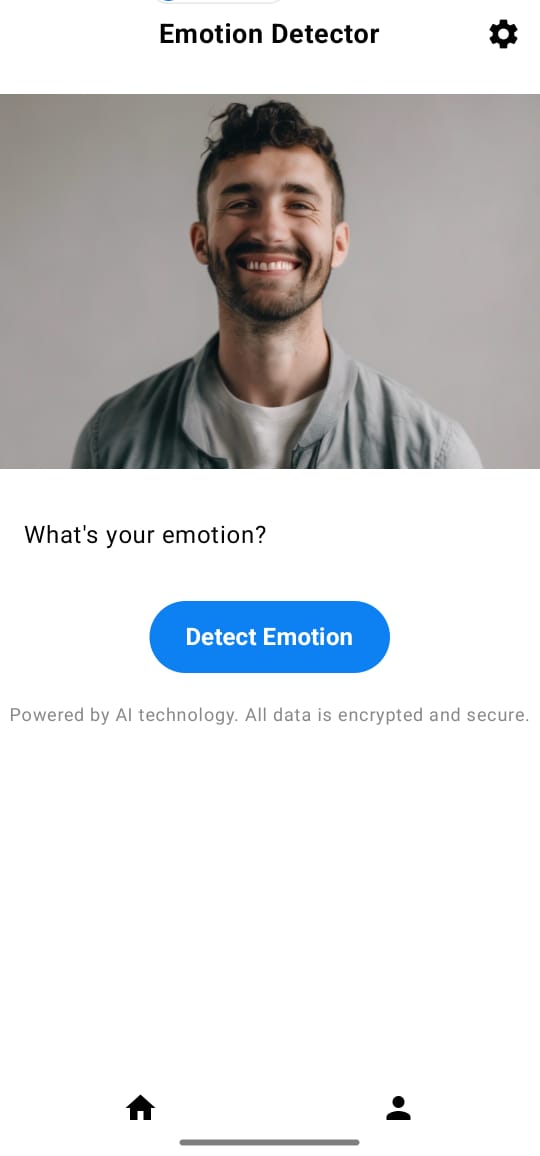 Emotion Detector
What's your emotion?
Detect Emotion
Powered by AI technology. All data is encrypted and secure.